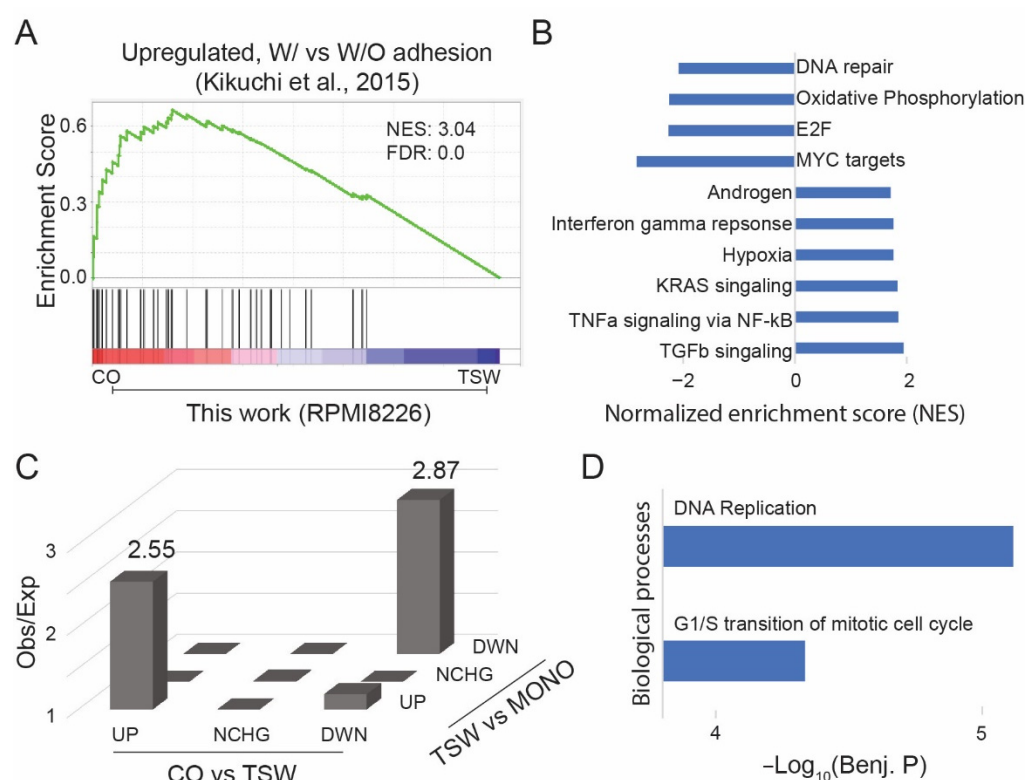 A
Upregulated, W/ vs W/O adhesion
(Kikuchi et al., 2015)
NES: 3.04
FDR: 0.0
Enrichment Score
0.6
0.3
0.0
CO
TSW
This work (RPMI8226)
B
DNA repair
Oxidative Phosphorylation
E2F
MYC targets
Androgen
Interferon gamma repsonse
Hypoxia
KRAS singaling
TNFa signaling via NF-kB
TGFb singaling
−2
0
2
Normalized enrichment score (NES)
C
Obs/Exp
3
2
1
2.55
2.87
UP
NCHG
DWN
CO vs TSW
UP
NCHG
DWN
TSW vs MONO
D
Biological processes
DNA Replication
G1/S transition of mitotic cell cycle
4
5
−Log10(Benj. P)